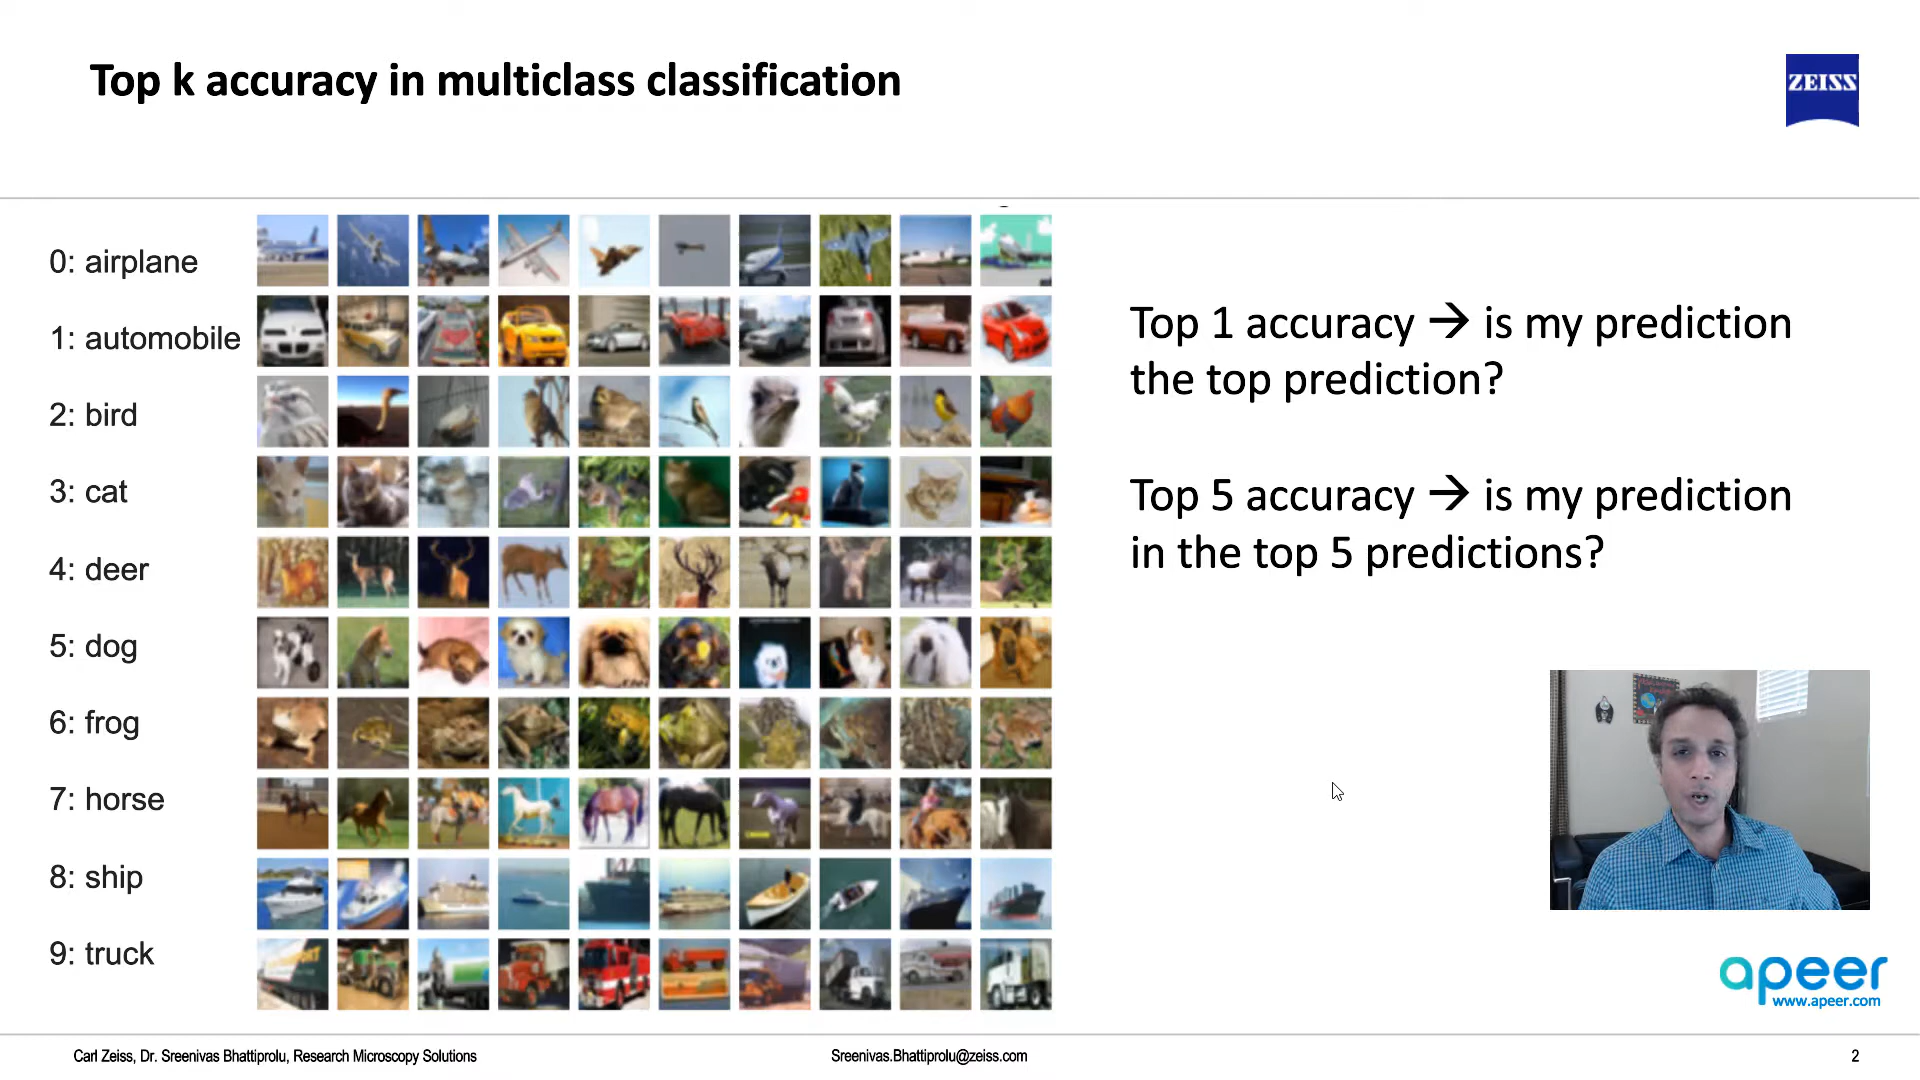 Top k accuracy in multiclass classification
ZEISS
0: airplane
1: automobile
2: bird
3: cat
4: deer
5: dog
6: frog
7: horse
8: ship
9: truck
Top 1 accuracy → is my prediction
the top prediction?
Top 5 accuracy → is my prediction
in the top 5 predictions?
apeer
www.apeer.com
Carl Zeiss, Dr. Sreenivas Bhattiprolu, Research Microscopy Solutions
Sreenivas.Bhattiprolu@zeiss.com
2